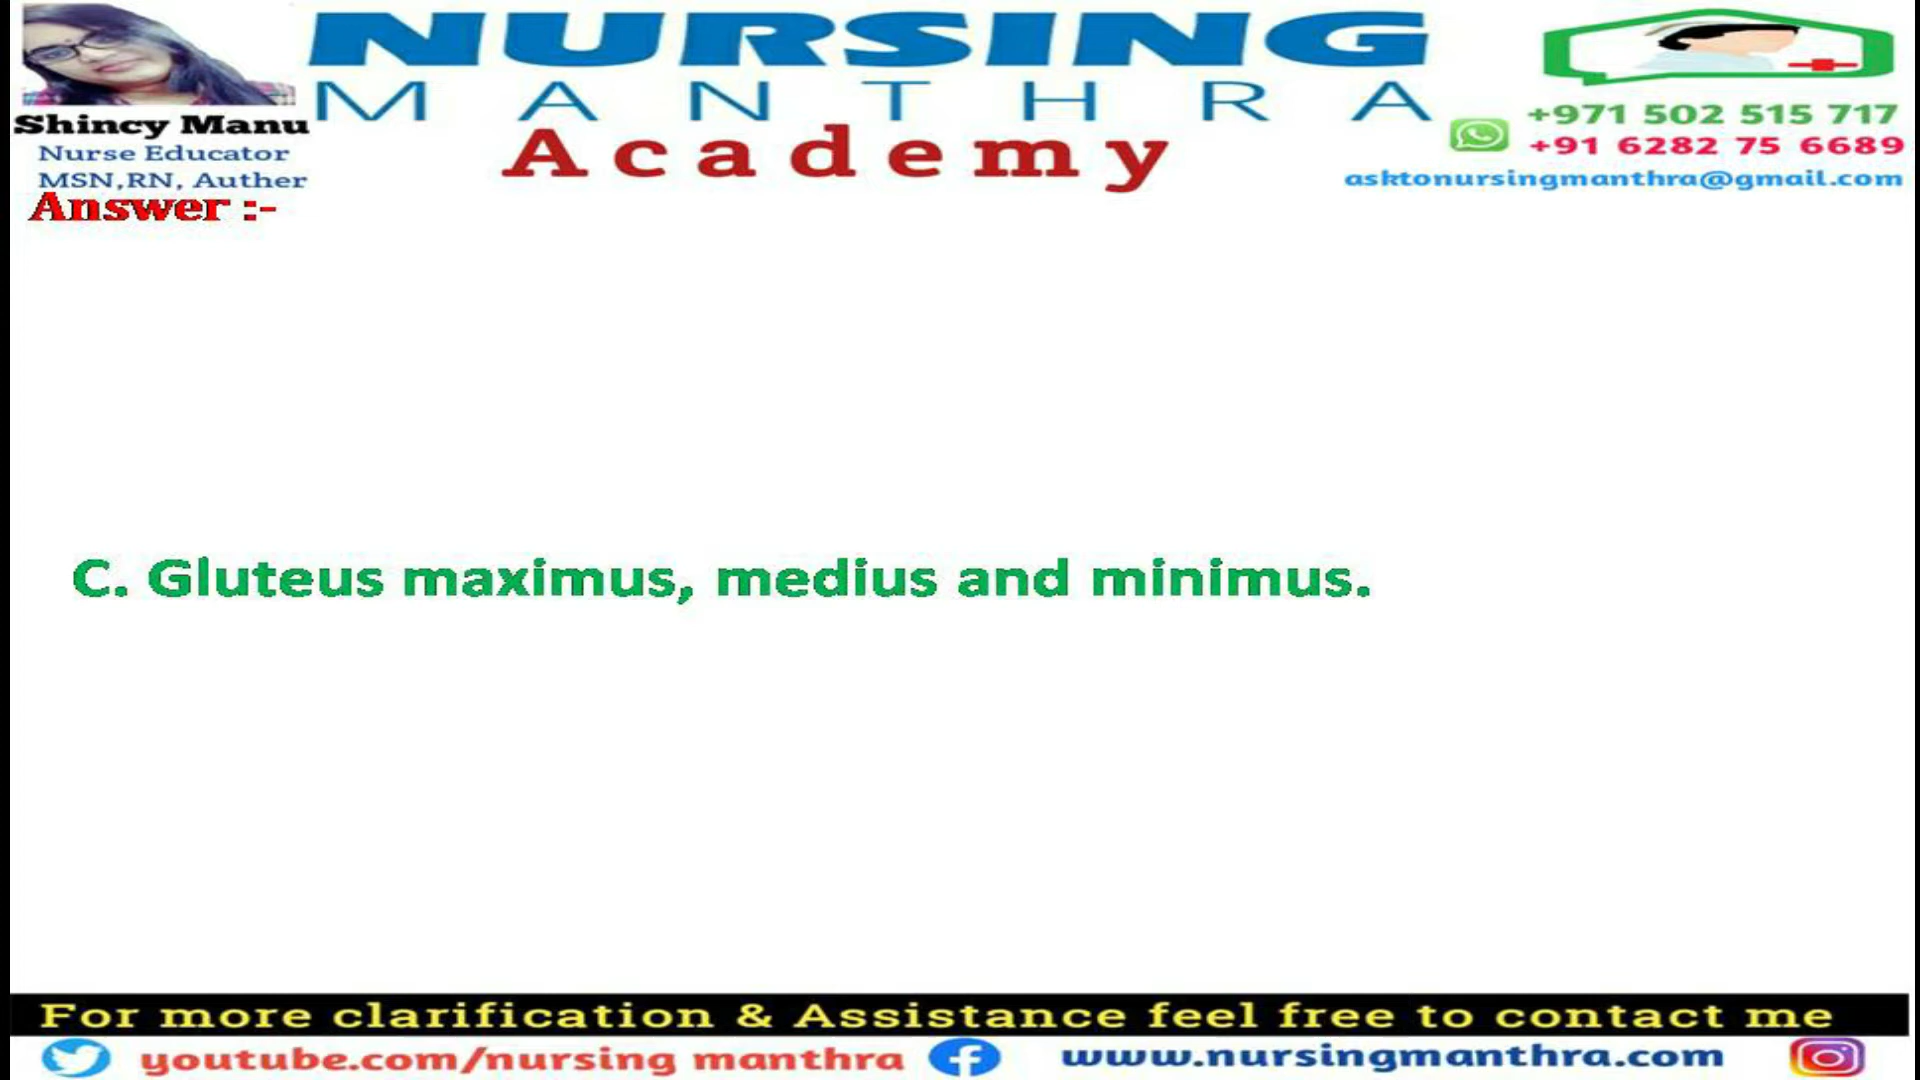 NURSING
MANTHRA
Academy
Shincy Manu
Nurse Educator
MSN,RN, Auther
+971 502 515 717
+91 6282 75 6689
asktonursingmanthra@gmail.com
Answer :-
C. Gluteus maximus, medius and minimus.
For more clarification & Assistance feel free to contact me
youtube.com/nursing manthra
www.nursingmanthra.com